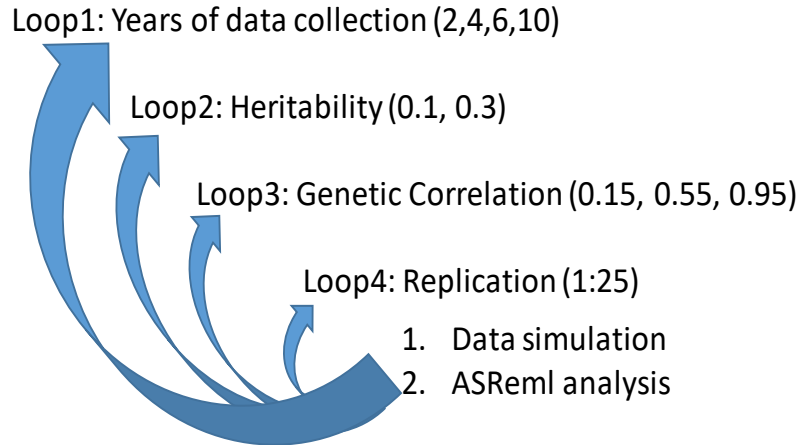 Loop1: Years of data collection (2,4,6,10)
Loop2: Heritability (0.1, 0.3)
Loop3: Genetic Correlation (0.15, 0.55, 0.95)
Loop4: Replication (1:25)
1. Data simulation
2. ASReml analysis